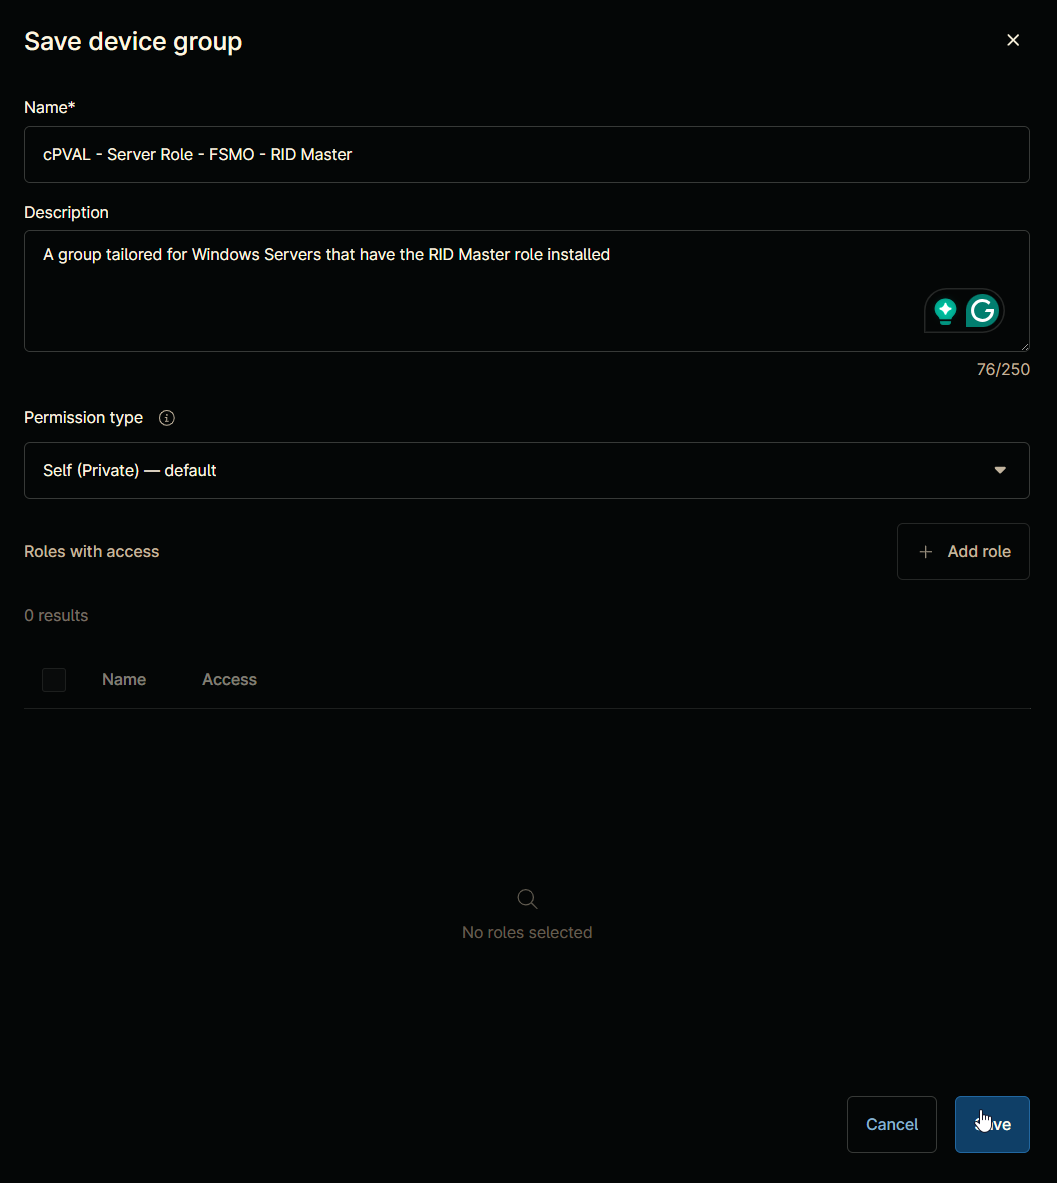 Save device group
Name*
cPVAL - Server Role - FSMO - RID Master
Description
A group tailored for Windows Servers that have the RID Master role installed
76/250
Permission type
Self (Private) — default
Roles with access
Add role
0 results
Name Access
No roles selected
Cancel